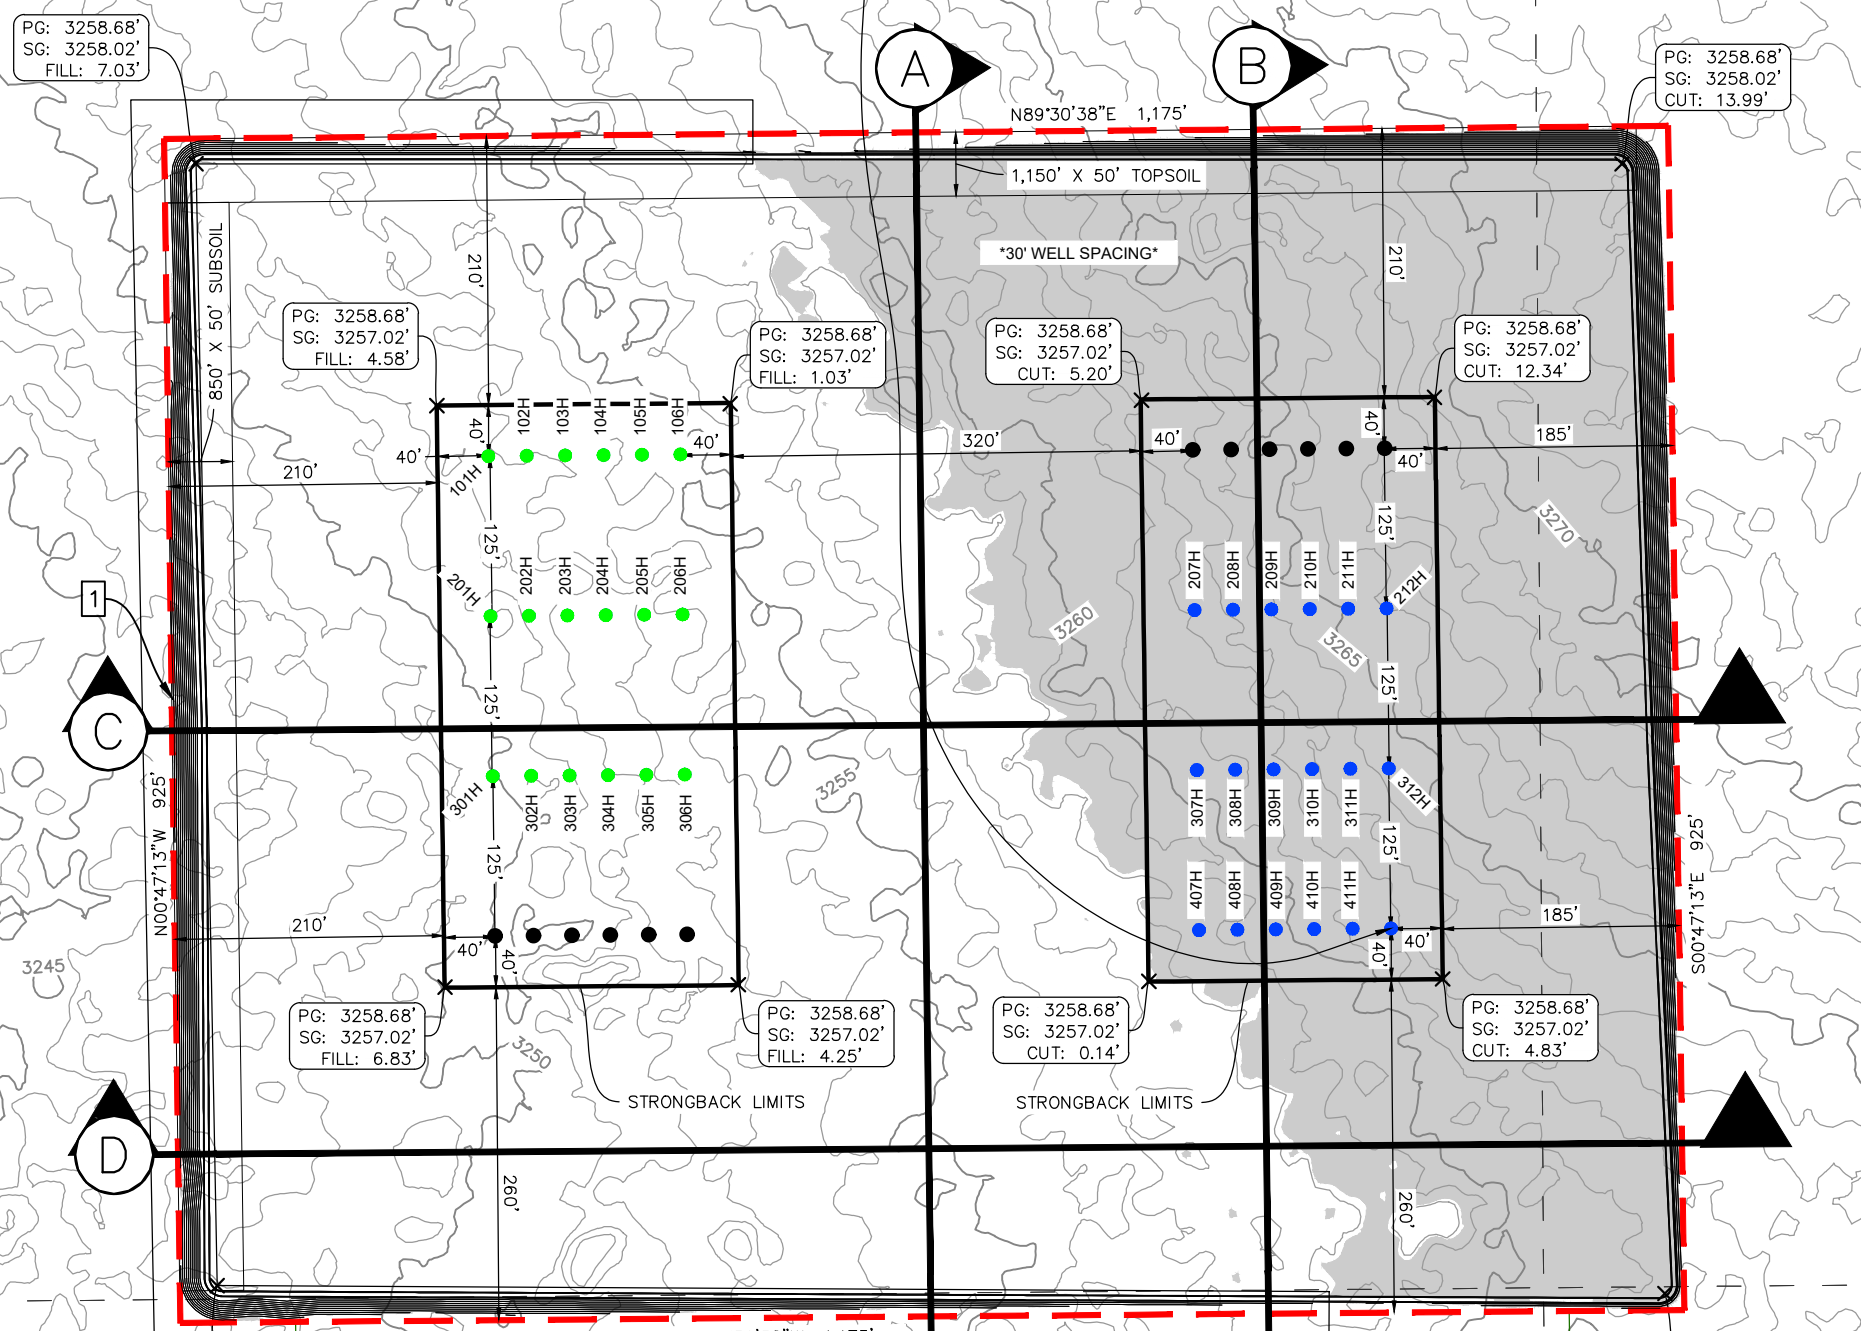 PG: 3258.68'
SG: 3258.02'
FILL: 7.03'
A
B
PG: 3258.68'
SG: 3258.02'
CUT: 13.99'
N89°30'38"E 1,175'
1,150' X 50' TOPSOIL
*30' WELL SPACING*
850' X 50' SUBSOIL
210'
210'
PG: 3258.68'
SG: 3257.02'
FILL: 4.58'
PG: 3258.68'
SG: 3257.02'
FILL: 1.03'
PG: 3258.68'
SG: 3257.02'
CUT: 5.20'
PG: 3258.68'
SG: 3257.02'
CUT: 12.34'
40'
102H
103H
104H
105H
106H
40'
40'
101H
210'
320'
40'
40'
40'
185'
125'
125'
3270
201H
202H
203H
204H
205H
206H
207H
208H
209H
210H
211H
212H
1
3260
3265
125'
125'
C
3255
301H
302H
303H
304H
305H
306H
307H
308H
309H
310H
311H
312H
125'
125'
N00°47'13"W 925'
S00°47'13"E 925'
407H
408H
409H
410H
411H
210'
40'
40'
40'
40'
185'
3245
PG: 3258.68'
SG: 3257.02'
FILL: 6.83'
3250
PG: 3258.68'
SG: 3257.02'
FILL: 4.25'
PG: 3258.68'
SG: 3257.02'
CUT: 0.14'
PG: 3258.68'
SG: 3257.02'
CUT: 4.83'
STRONGBACK LIMITS
STRONGBACK LIMITS
D
260'
260'